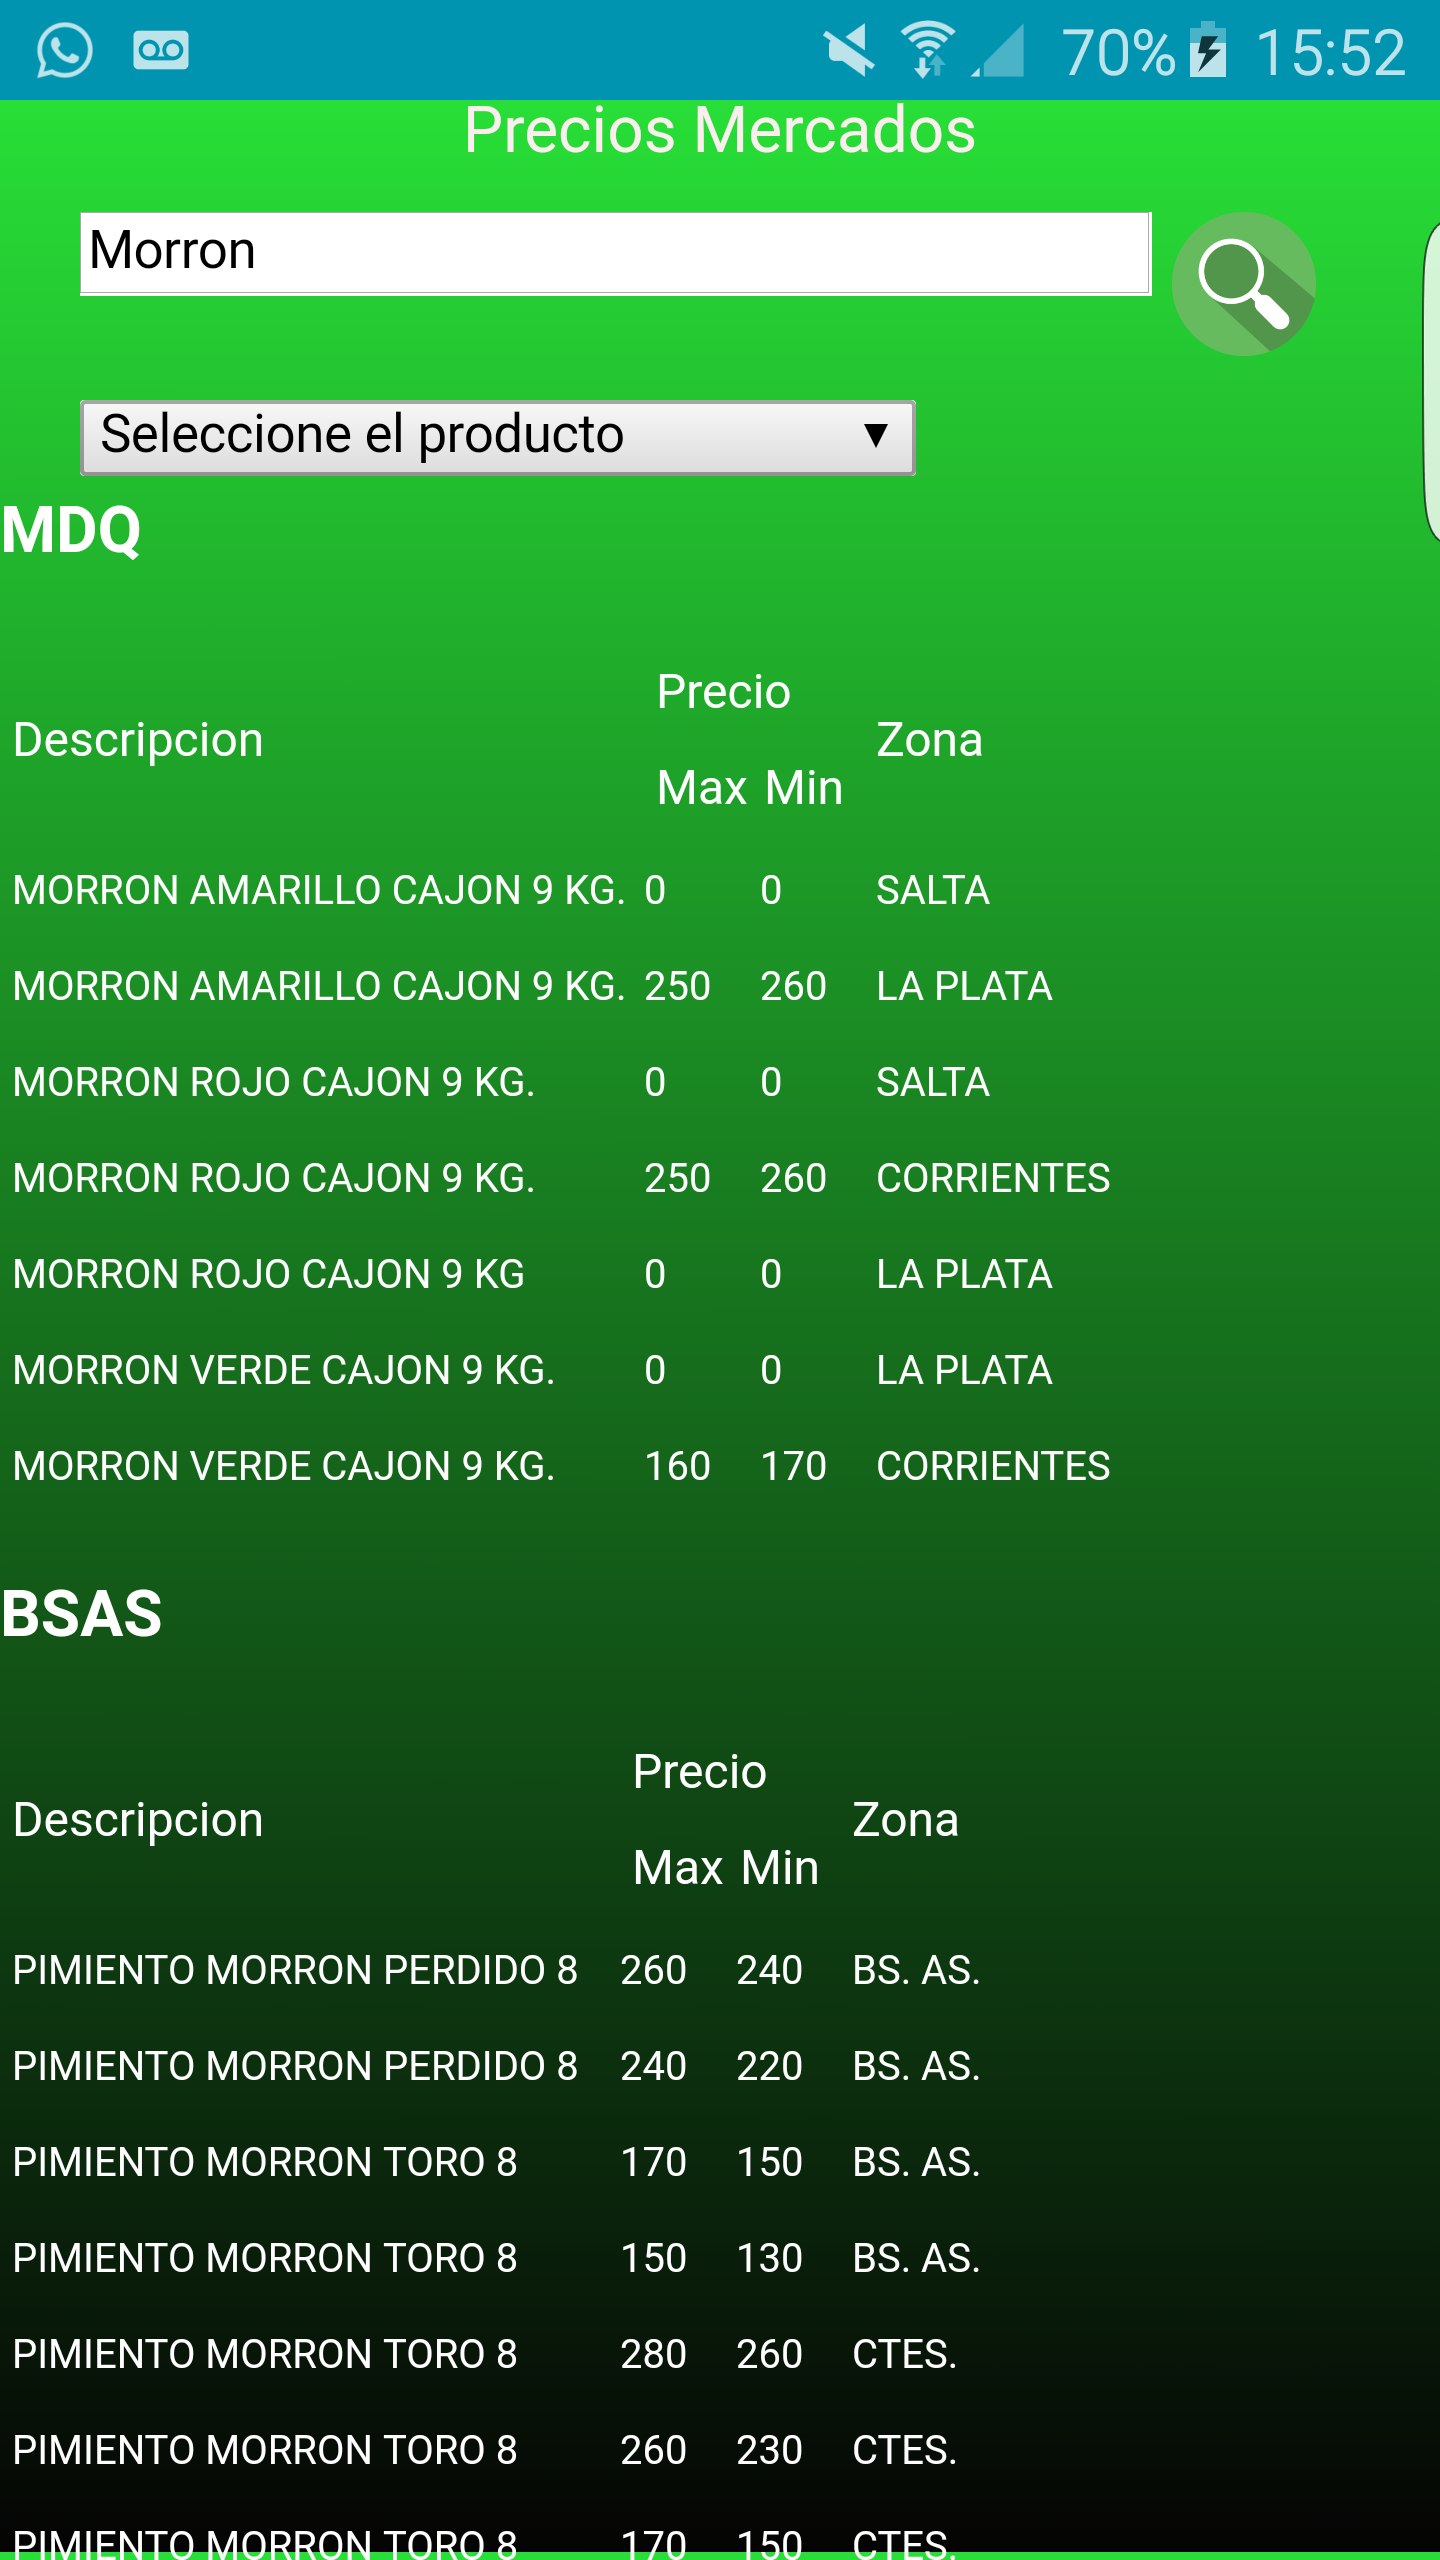 70% 15:52
Precios Mercados
Morron
Seleccione el producto
MDQ
Descripcion Precio Max Min Zona
MORRON AMARILLO CAJON 9 KG. 0 0 SALTA
MORRON AMARILLO CAJON 9 KG. 250 260 LA PLATA
MORRON ROJO CAJON 9 KG. 0 0 SALTA
MORRON ROJO CAJON 9 KG. 250 260 CORRIENTES
MORRON ROJO CAJON 9 KG 0 0 LA PLATA
MORRON VERDE CAJON 9 KG. 0 0 LA PLATA
MORRON VERDE CAJON 9 KG. 160 170 CORRIENTES
BSAS
Descripcion Precio Max Min Zona
PIMIENTO MORRON PERDIDO 8 260 240 BS. AS.
PIMIENTO MORRON PERDIDO 8 240 220 BS. AS.
PIMIENTO MORRON TORO 8 170 150 BS. AS.
PIMIENTO MORRON TORO 8 150 130 BS. AS.
PIMIENTO MORRON TORO 8 280 260 CTES.
PIMIENTO MORRON TORO 8 260 230 CTES.
PIMIENTO MORRON TORO 8 170 150 CTES.